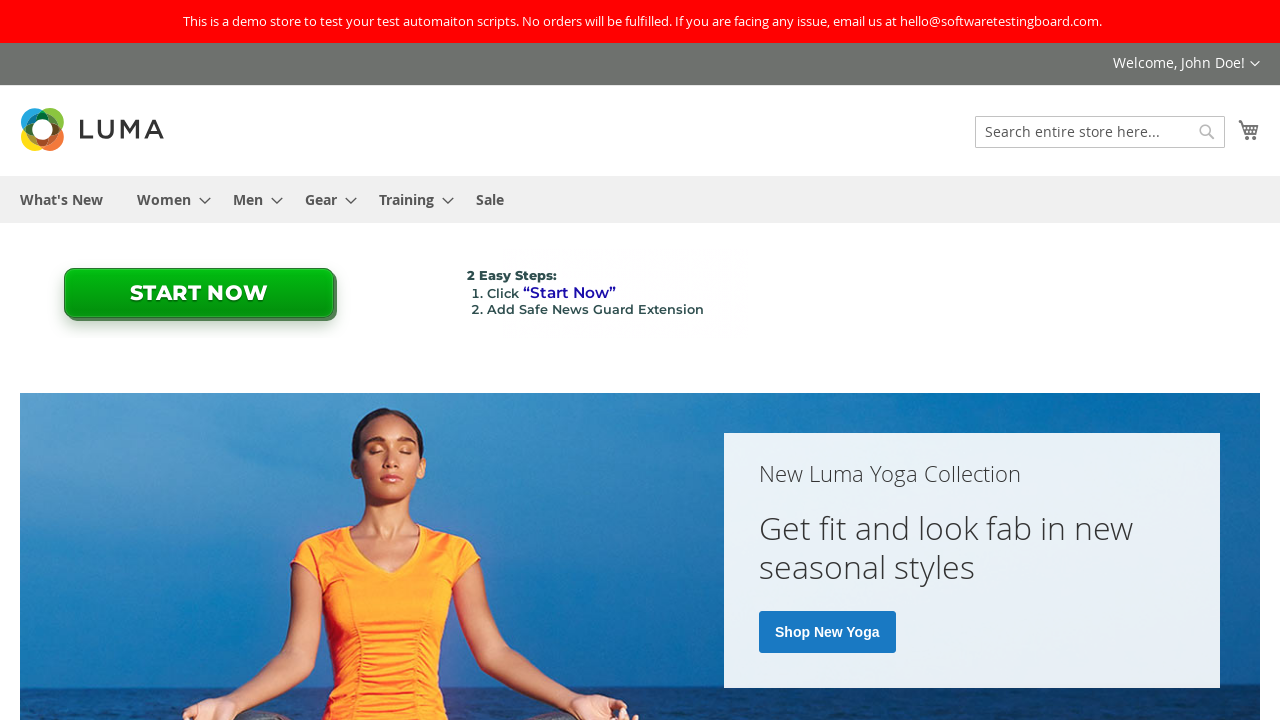 This is a demo store to test your test automaiton scripts. No orders will be fulfilled. If you are facing any issue, email us at hello@softwaretestingboard.com.
Welcome, John Doe!
LUMA
Search entire store here...
What's New Women Men Gear Training Sale
START NOW
2 Easy Steps:
1. Click “Start Now”
2. Add Safe News Guard Extension
New Luma Yoga Collection
Get fit and look fab in new
seasonal styles
Shop New Yoga